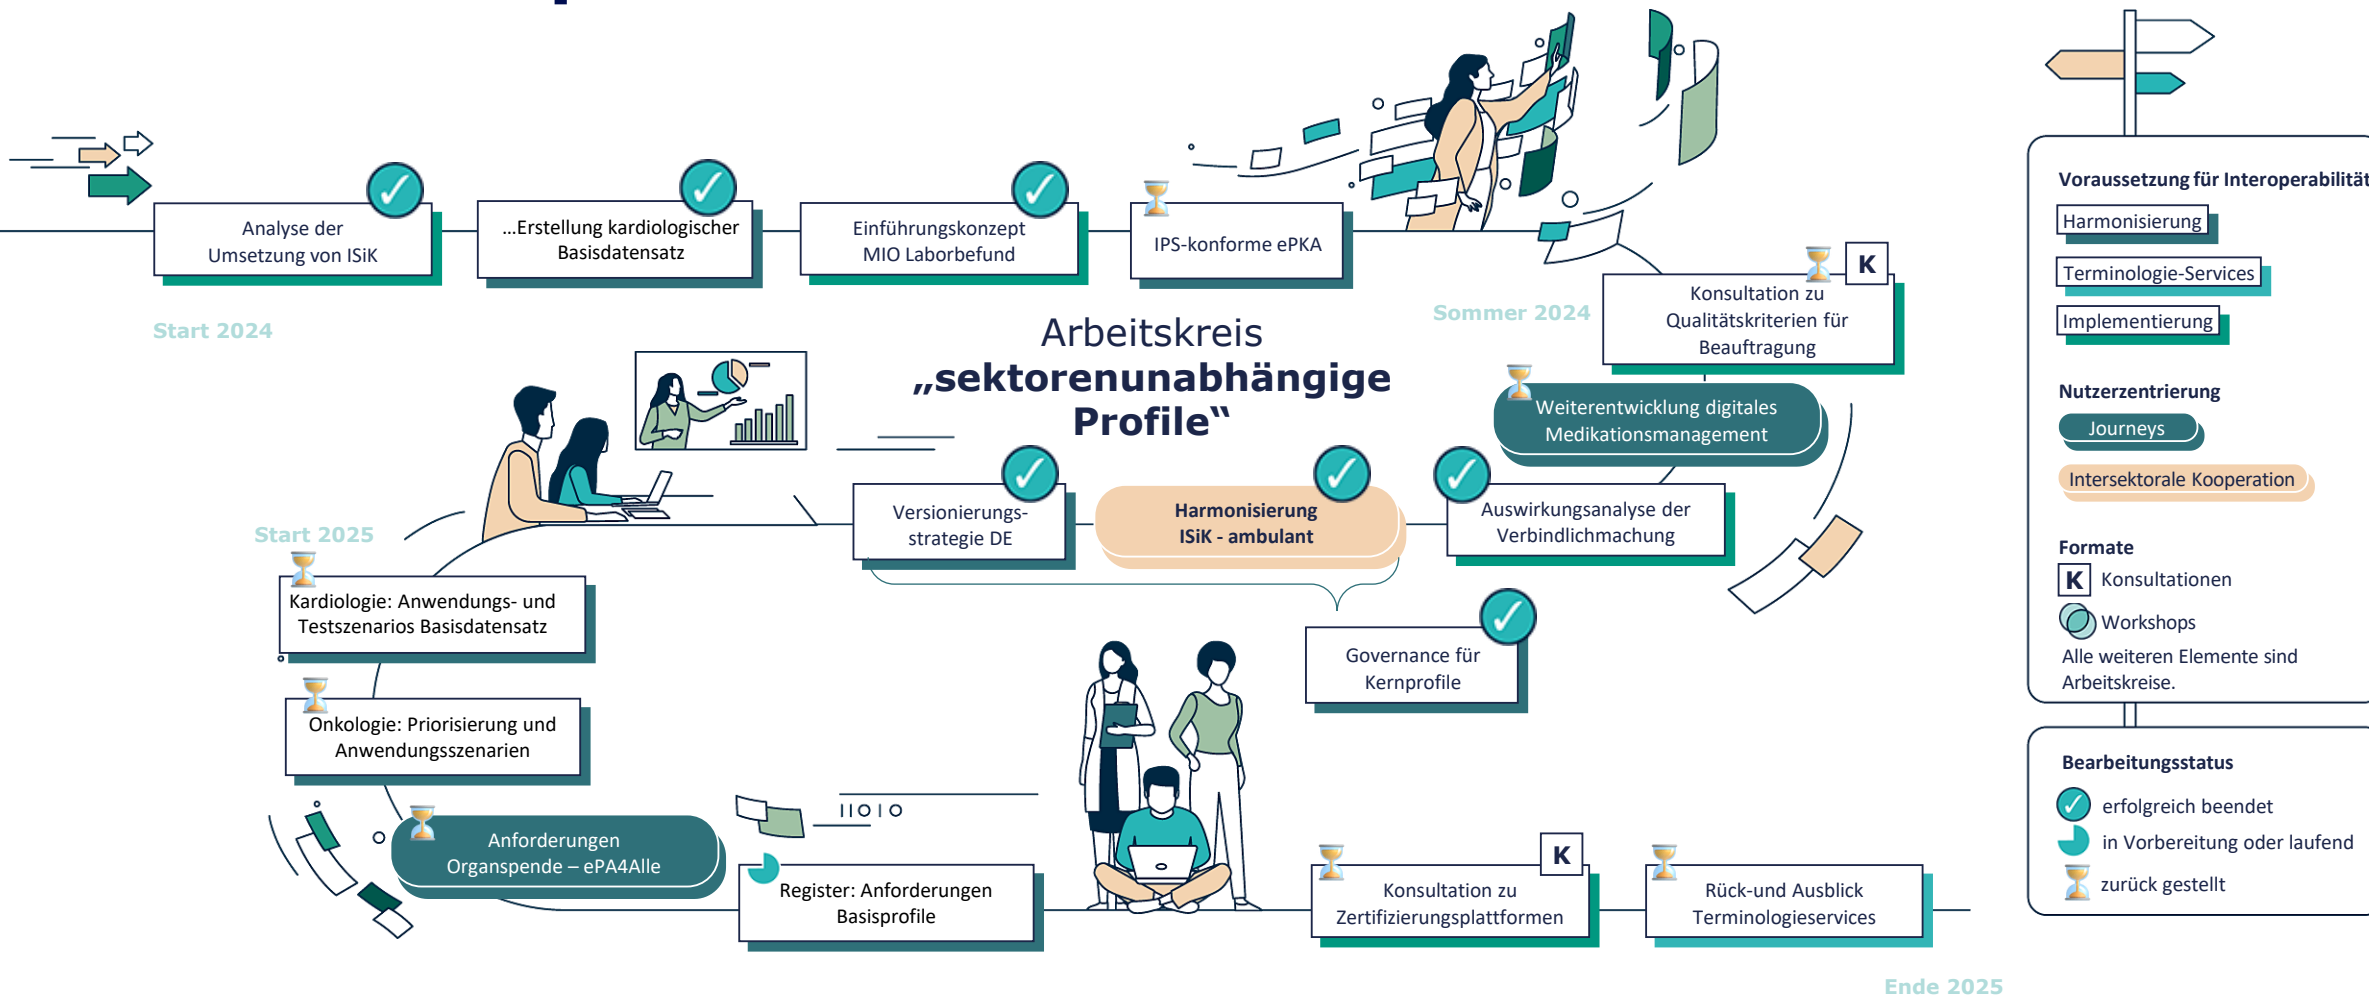 Analyse der
Umsetzung von ISiK
...Erstellung kardiologischer
Basisdatensatz
Einführungskonzept
MIO Laborbefund
IPS-konforme ePKA
K
Konsultation zu
Qualitätskriterien für
Beauftragung
Start 2024
Sommer 2024
Arbeitskreis
„sektorenunabhängige
Profile“
Weiterentwicklung digitales
Medikationsmanagement
Versionierungs-
strategie DE
Harmonisierung
ISiK - ambulant
Auswirkungsanalyse der
Verbindlichmachung
Governance für
Kernprofile
Start 2025
Kardiologie: Anwendungs- und
Testszenarios Basisdatensatz
Onkologie: Priorisierung und
Anwendungsszenarien
Anforderungen
Organspende – ePA4Alle
IIOIO
Register: Anforderungen
Basisprofile
K
Konsultation zu
Zertifizierungsplattformen
Rück-und Ausblick
Terminologieservices
Ende 2025
Voraussetzung für Interoperabilität
Harmonisierung
Terminologie-Services
Implementierung
Nutzerzentrierung
Journeys
Intersektorale Kooperation
Formate
K Konsultationen
Workshops
Alle weiteren Elemente sind
Arbeitskreise.
Bearbeitungsstatus
erfolgreich beendet
in Vorbereitung oder laufend
zurück gestellt